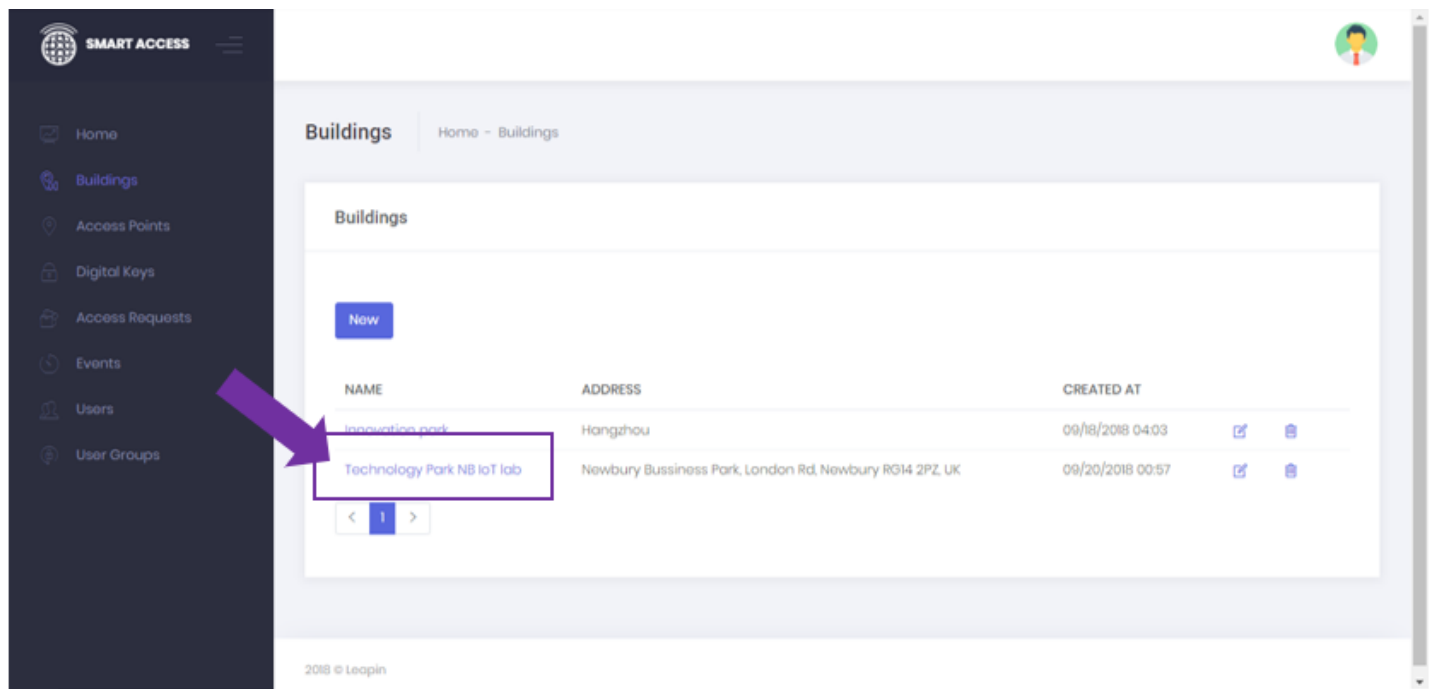 SMART ACCESS
Home
Buildings
Access Points
Digital Keys
Access Requests
Events
Users
User Groups
Buildings Home - Buildings
Buildings
New
NAME ADDRESS CREATED AT
Innovation park Hangzhou 09/18/2018 04:03
Technology Park NB IoT lab Newbury Bussiness Park, London Rd, Newbury RG14 2PZ, UK 09/20/2018 00:57
< 1 >
2018 © Leapin